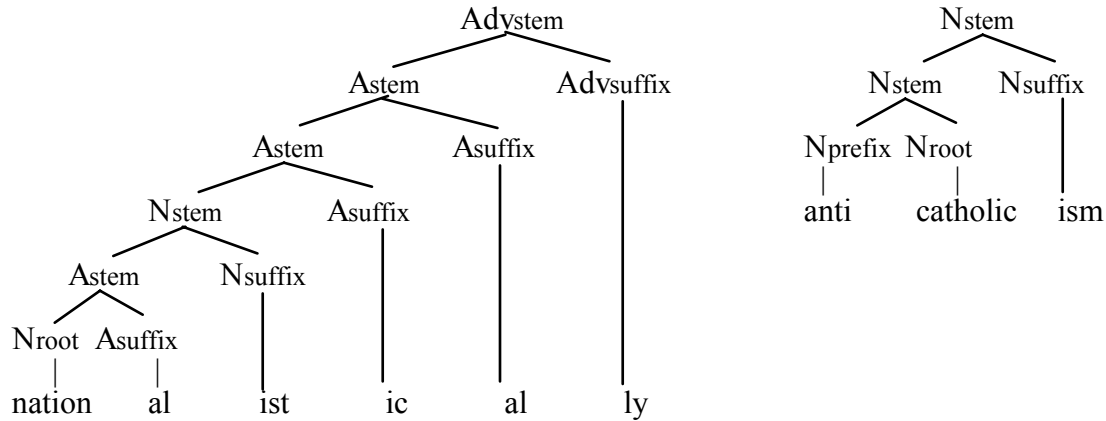 Advstem Nstem
Astem Advsuffix Nstem Nsuffix
Astem Asuffix Nprefix Nroot
Nstem Asuffix anti catholic ism
Astem Nsuffix
Nroot Asuffix
nation al ist ic al ly